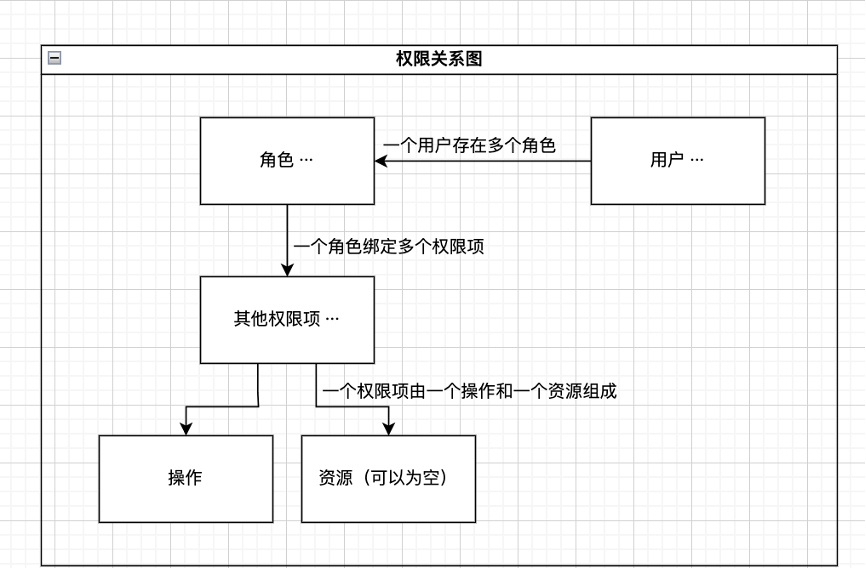 权限关系图
角色 ···
一个用户存在多个角色
用户 ···
一个角色绑定多个权限项
其他权限项 ···
一个权限项由一个操作和一个资源组成
操作
资源（可以为空）